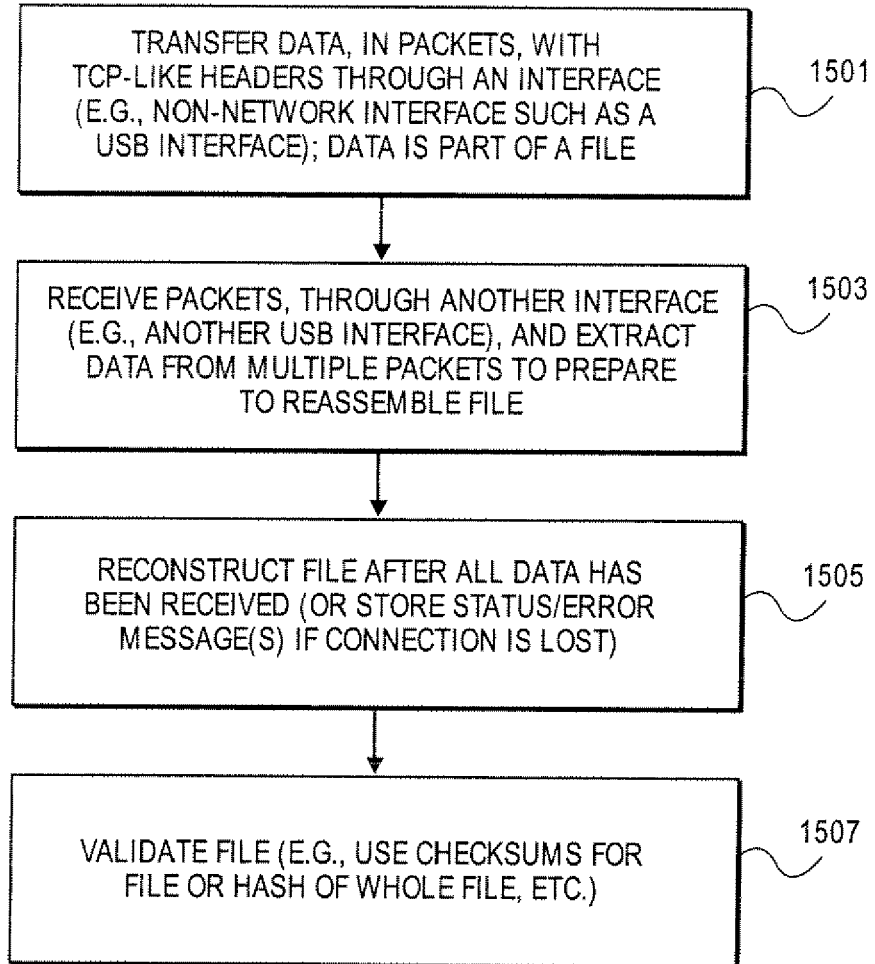 TRANSFER DATA, IN PACKETS, WITH
TCP-LIKE HEADERS THROUGH AN INTERFACE
(E.G., NON-NETWORK INTERFACE SUCH AS A
USB INTERFACE); DATA IS PART OF A FILE
1501
RECEIVE PACKETS, THROUGH ANOTHER INTERFACE
(E.G., ANOTHER USB INTERFACE), AND EXTRACT
DATA FROM MULTIPLE PACKETS TO PREPARE
TO REASSEMBLE FILE
1503
RECONSTRUCT FILE AFTER ALL DATA HAS
BEEN RECEIVED (OR STORE STATUS/ERROR
MESSAGE(S) IF CONNECTION IS LOST)
1505
VALIDATE FILE (E.G., USE CHECKSUMS FOR
FILE OR HASH OF WHOLE FILE, ETC.)
1507